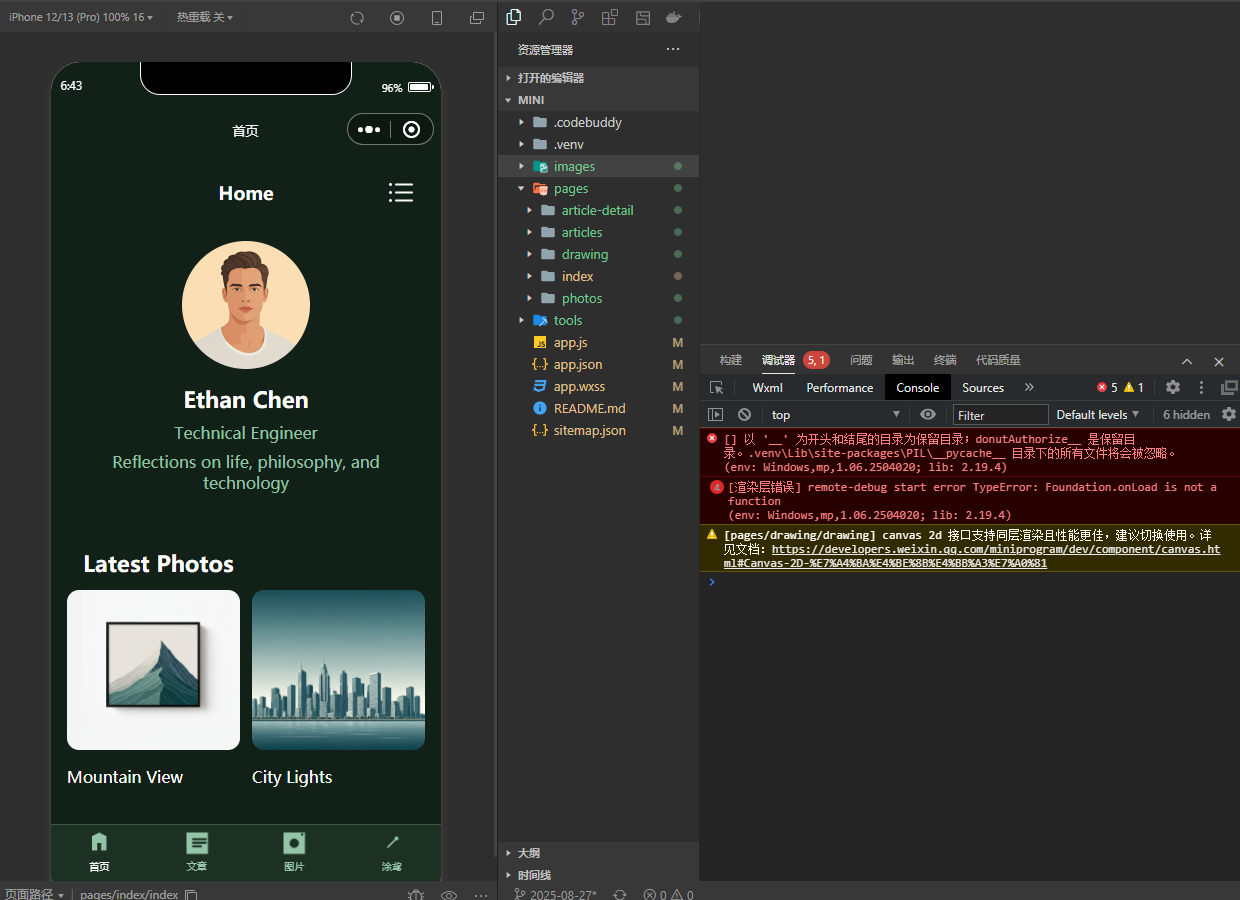 iPhone 12/13 (Pro) 100% 16
热重载 关
6:43
96%
首页
Home
Ethan Chen
Technical Engineer
Reflections on life, philosophy, and
technology
Latest Photos
Mountain View
City Lights
首页
文章
图片
涂鸢
页面路径
pages/index/index
资源管理器
打开的编辑器
MINI
.codebuddy
.venv
images
pages
article-detail
articles
drawing
index
photos
tools
JS app.js M
{..} app.json M
app.wxss M
README.md M
{..} sitemap.json M
大纲
时间线
2025-08-27*
0 0
构建 调试器 5, 1 问题 输出 终端 代码质量
Wxml Performance Console Sources » 5 1
top Filter Default levels 6 hidden
[] 以 '__' 为开头和结尾的目录为保留目录；donutAuthorize__ 是保留目
录。.venv\Lib\site-packages\PIL\__pycache__ 目录下的所有文件将会被忽略。
(env: Windows,mp,1.06.2504020; lib: 2.19.4)
4 [渲染层错误] remote-debug start error TypeError: Foundation.onLoad is not a
function
(env: Windows,mp,1.06.2504020; lib: 2.19.4)
[pages/drawing/drawing] canvas 2d 接口支持同层渲染且性能更佳，建议切换使用。详
见文档：https://developers.weixin.qq.com/miniprogram/dev/component/canvas.ht
ml#Canvas-2D-%E7%A4%BA%E4%BE%8B%E4%BB%A3%E7%A0%81